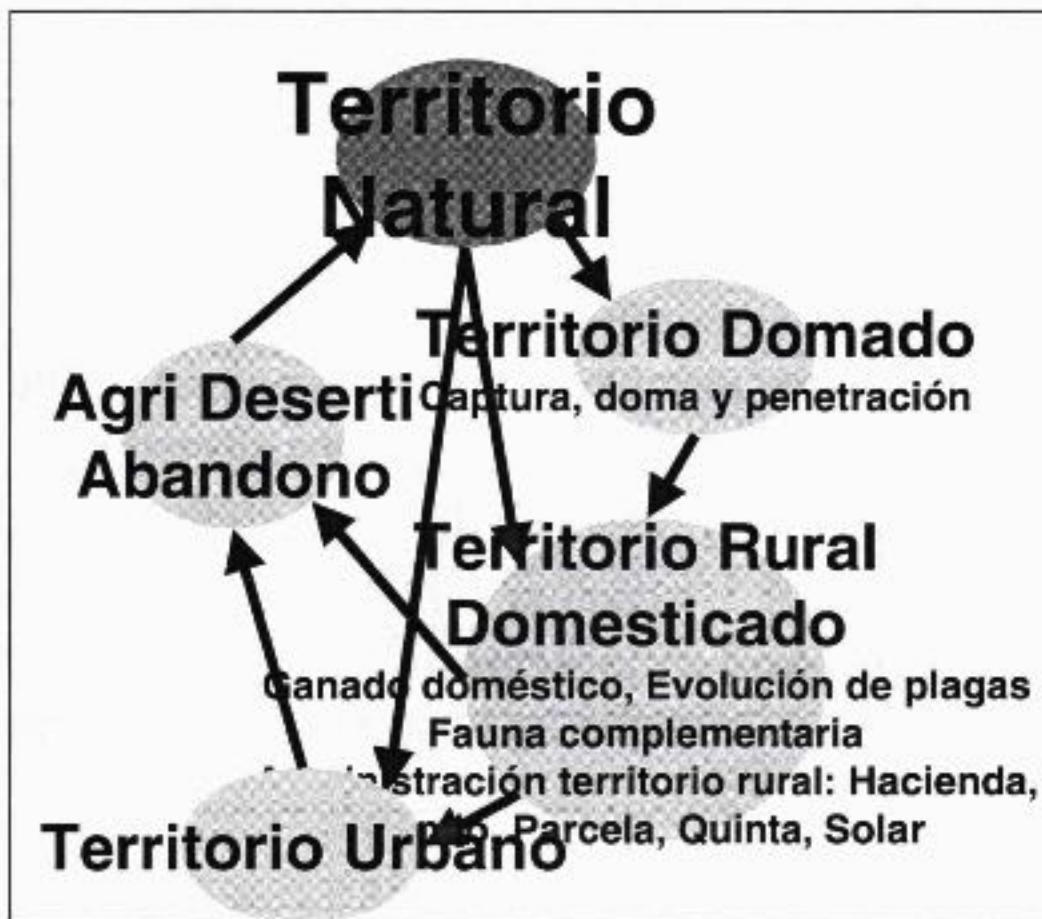 Territorio
Natural
Territorio Domado
Captura, doma y penetración
Agri Deserti
Abandono
Territorio Rural
Domesticado
Ganado doméstico, Evolución de plagas
Fauna complementaria
territorio rural: Hacienda,
Parcela, Quinta, Solar
Territorio Urbano